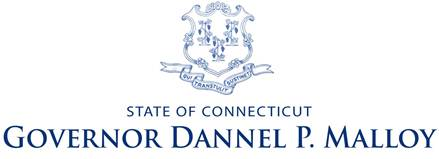 QUI TRANSTULIT SUSTINET
STATE OF CONNECTICUT
GOVERNOR DANNEL P. MALLOY